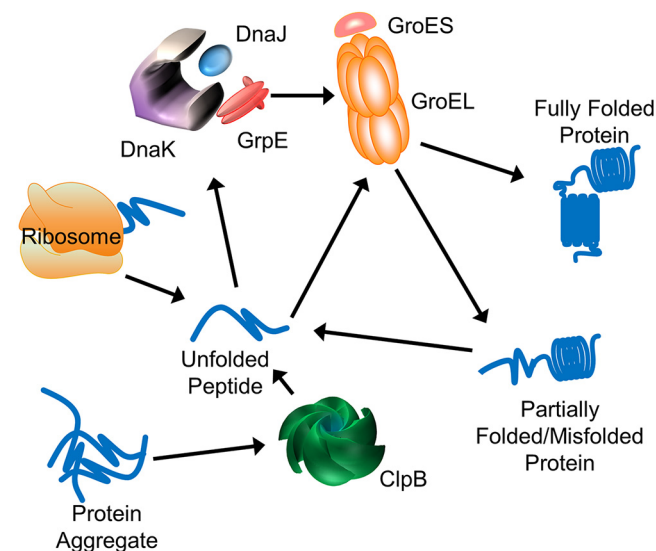 DnaJ
GroES
GroEL
DnaK
GrpE
Fully Folded
Protein
Ribosome
Unfolded
Peptide
Partially
Folded/Misfolded
Protein
ClpB
Protein
Aggregate